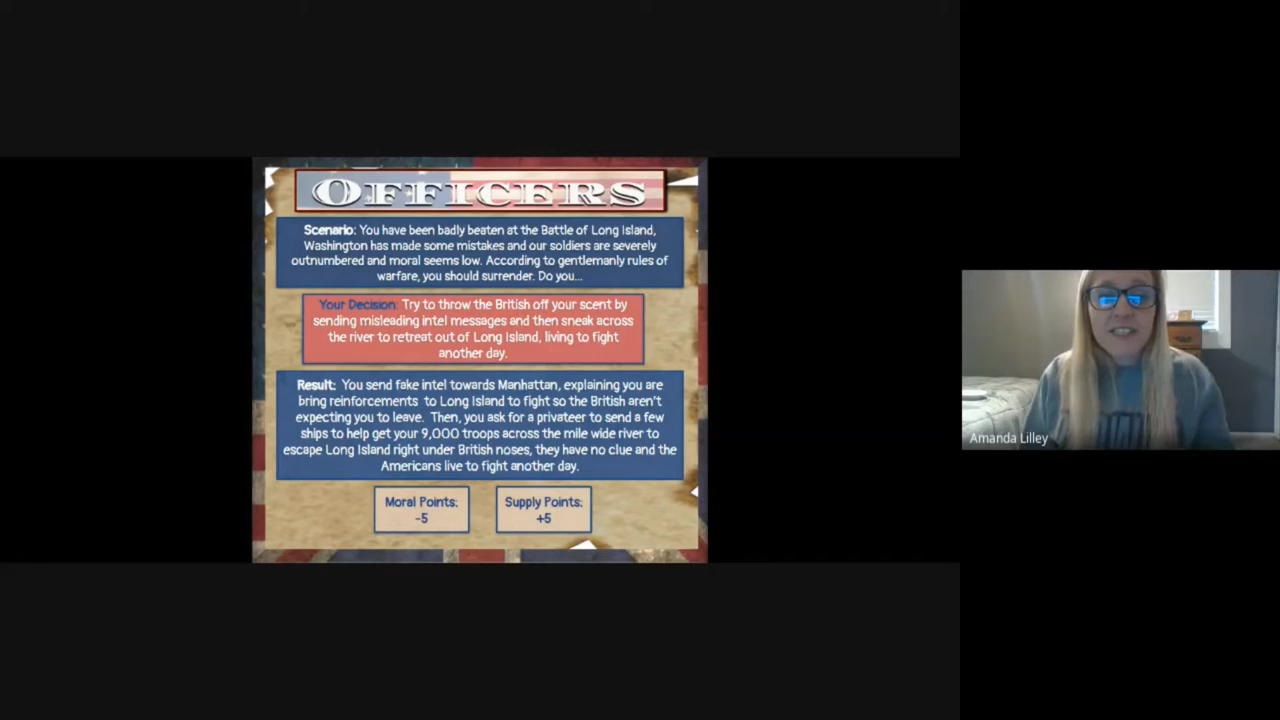 OFFICERS
Scenario: You have been badly beaten at the Battle of Long Island,
Washington has made some mistakes and our soldiers are severely
outnumbered and moral seems low. According to gentlemanly rules of
warfare, you should surrender. Do you...
Your Decision: Try to throw the British off your scent by
sending misleading intel messages and then sneak across
the river to retreat out of Long Island, living to fight
another day.
Result: You send fake intel towards Manhattan, explaining you are
bring reinforcements to Long Island to fight so the British aren't
expecting you to leave. Then, you ask for a privateer to send a few
ships to help get your 9,000 troops across the mile wide river to
escape Long Island right under British noses, they have no clue and the
Americans live to fight another day.
Moral Points:
-5
Supply Points:
+5
Amanda Lilley